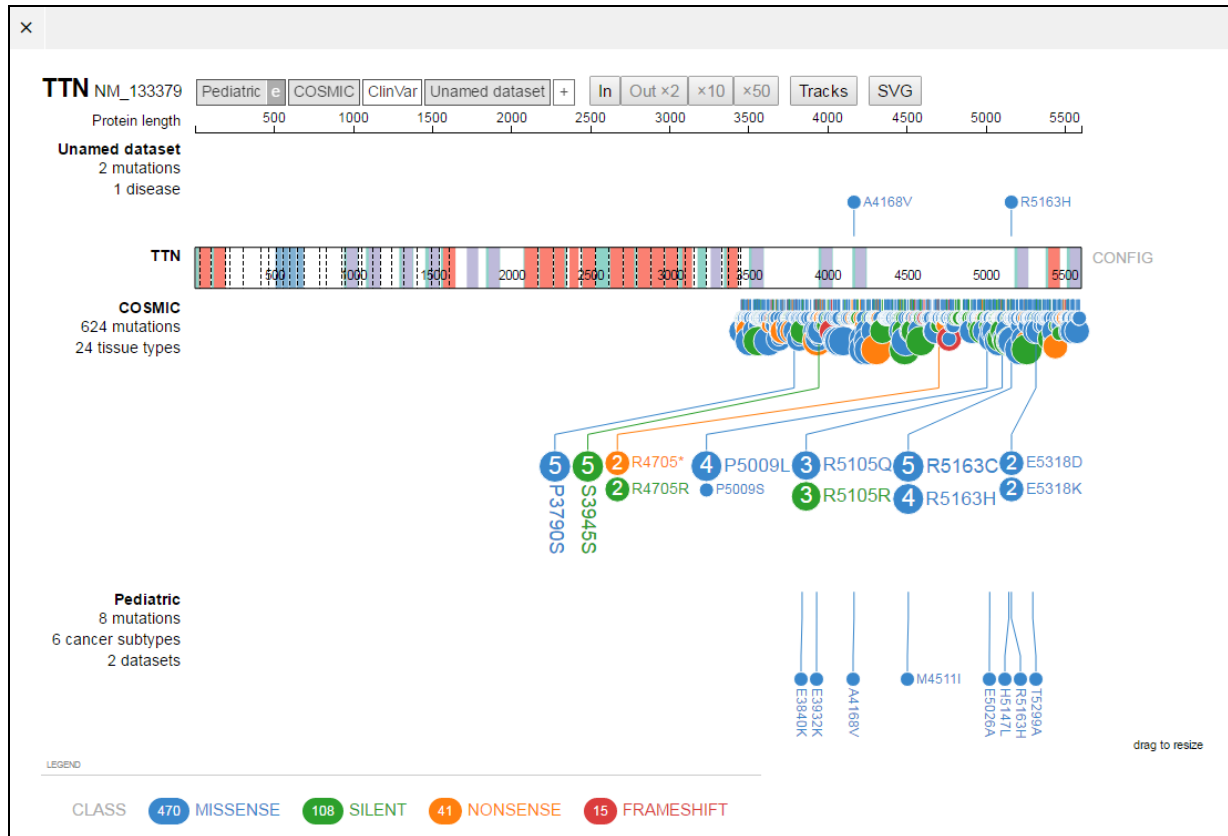 ×
TTN NM_133379 Pediatric e COSMIC ClinVar Unamed dataset + In Out ×2 ×10 ×50 Tracks SVG
Protein length 500 1000 1500 2000 2500 3000 3500 4000 4500 5000 5500
Unamed dataset
2 mutations
1 disease
A4168V R5163H
TTN 500 1000 1500 2000 2500 3000 3500 4000 4500 5000 5500 CONFIG
COSMIC
624 mutations
24 tissue types
5 P3790S
5 S3945S
2 R4705*
2 R4705R
4 P5009L
P5009S
3 R5105Q
3 R5105R
5 R5163C
4 R5163H
2 E5318D
2 E5318K
Pediatric
8 mutations
6 cancer subtypes
2 datasets
E3840K
E3932K
A4168V
M4511I
E5026A
H5147L
R5163H
T5299A
drag to resize
LEGEND
CLASS 470 MISSENSE 108 SILENT 41 NONSENSE 15 FRAMESHIFT